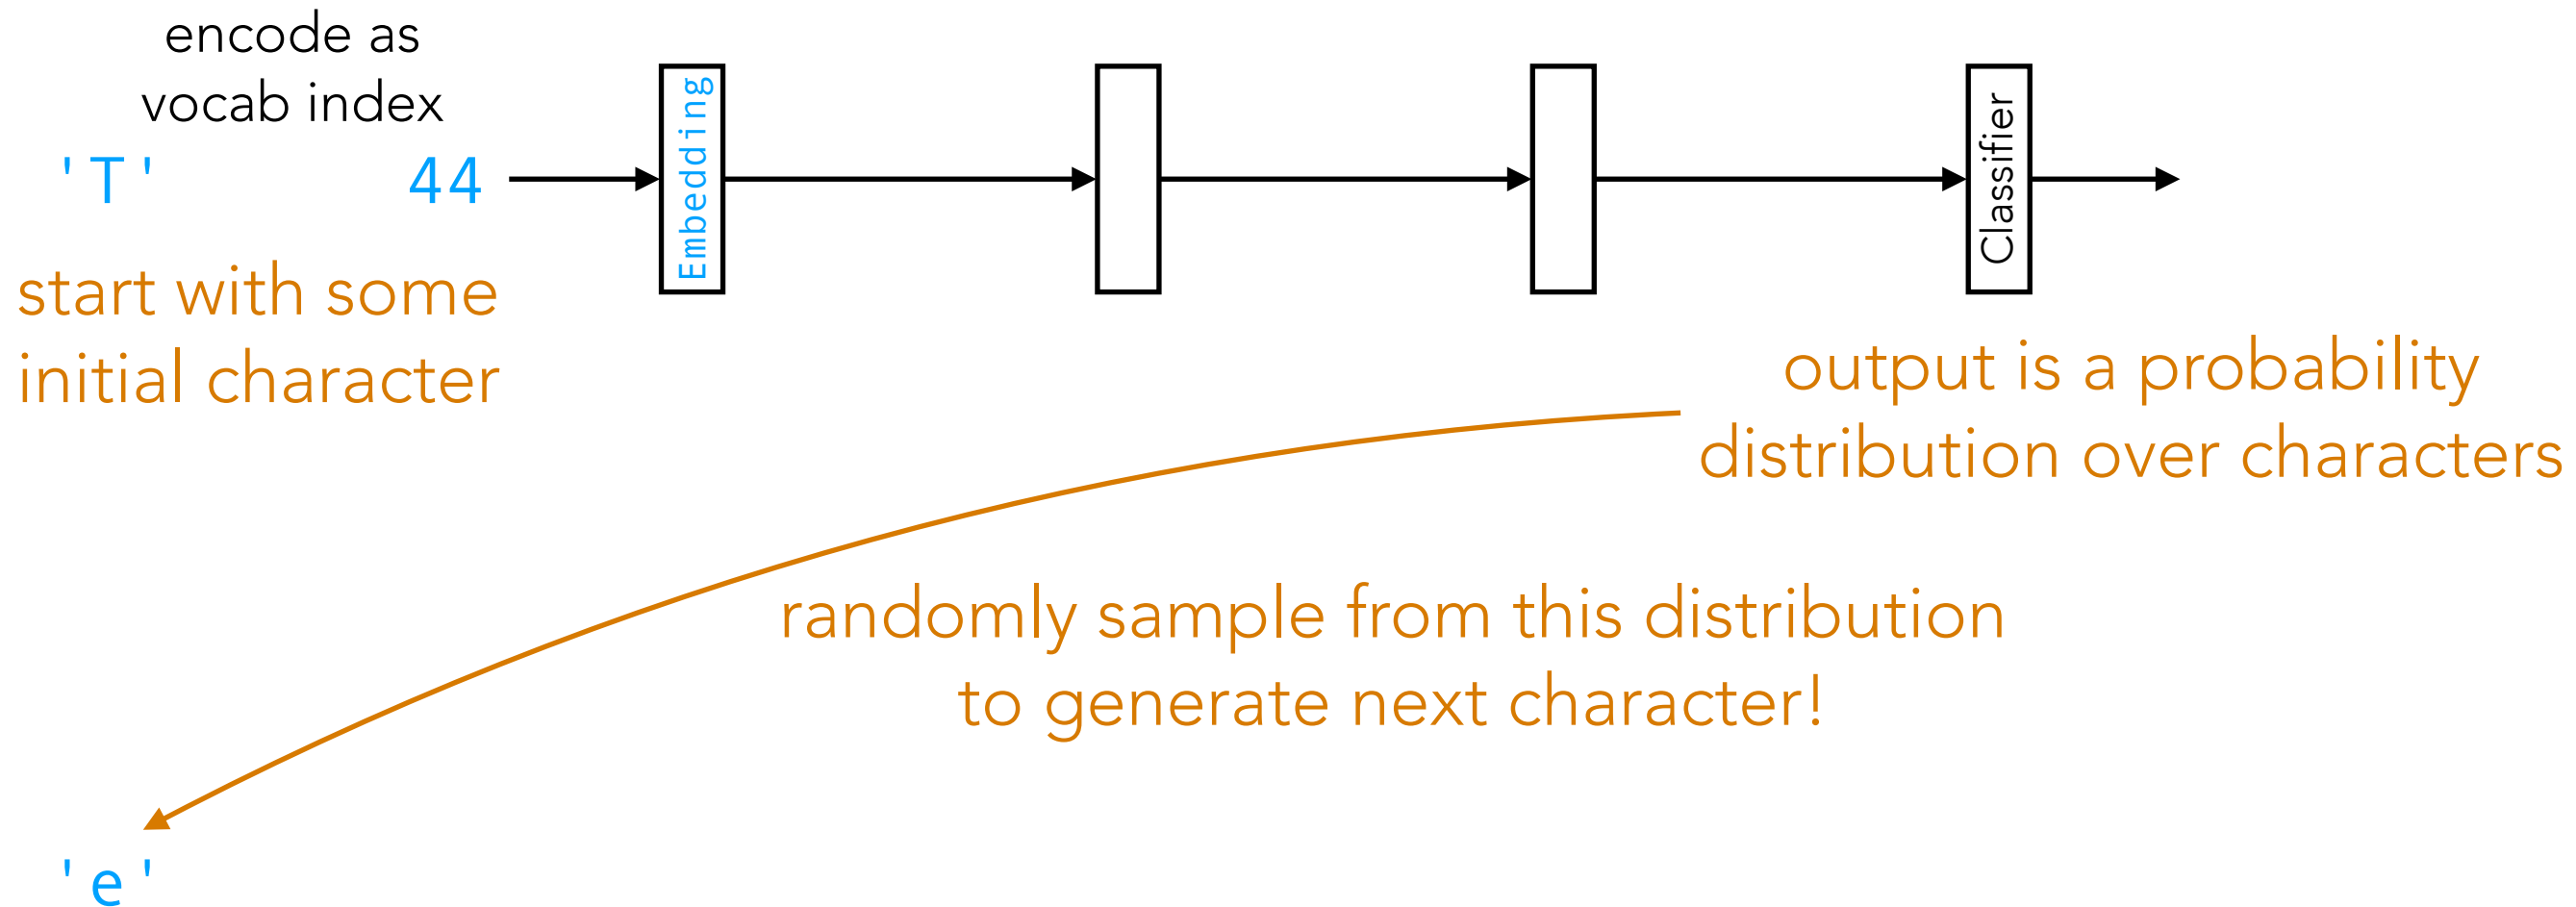 encode as
vocab index
'T' 44
Embedding
Classifier
start with some
initial character
output is a probability
distribution over characters
randomly sample from this distribution
to generate next character!
'e'